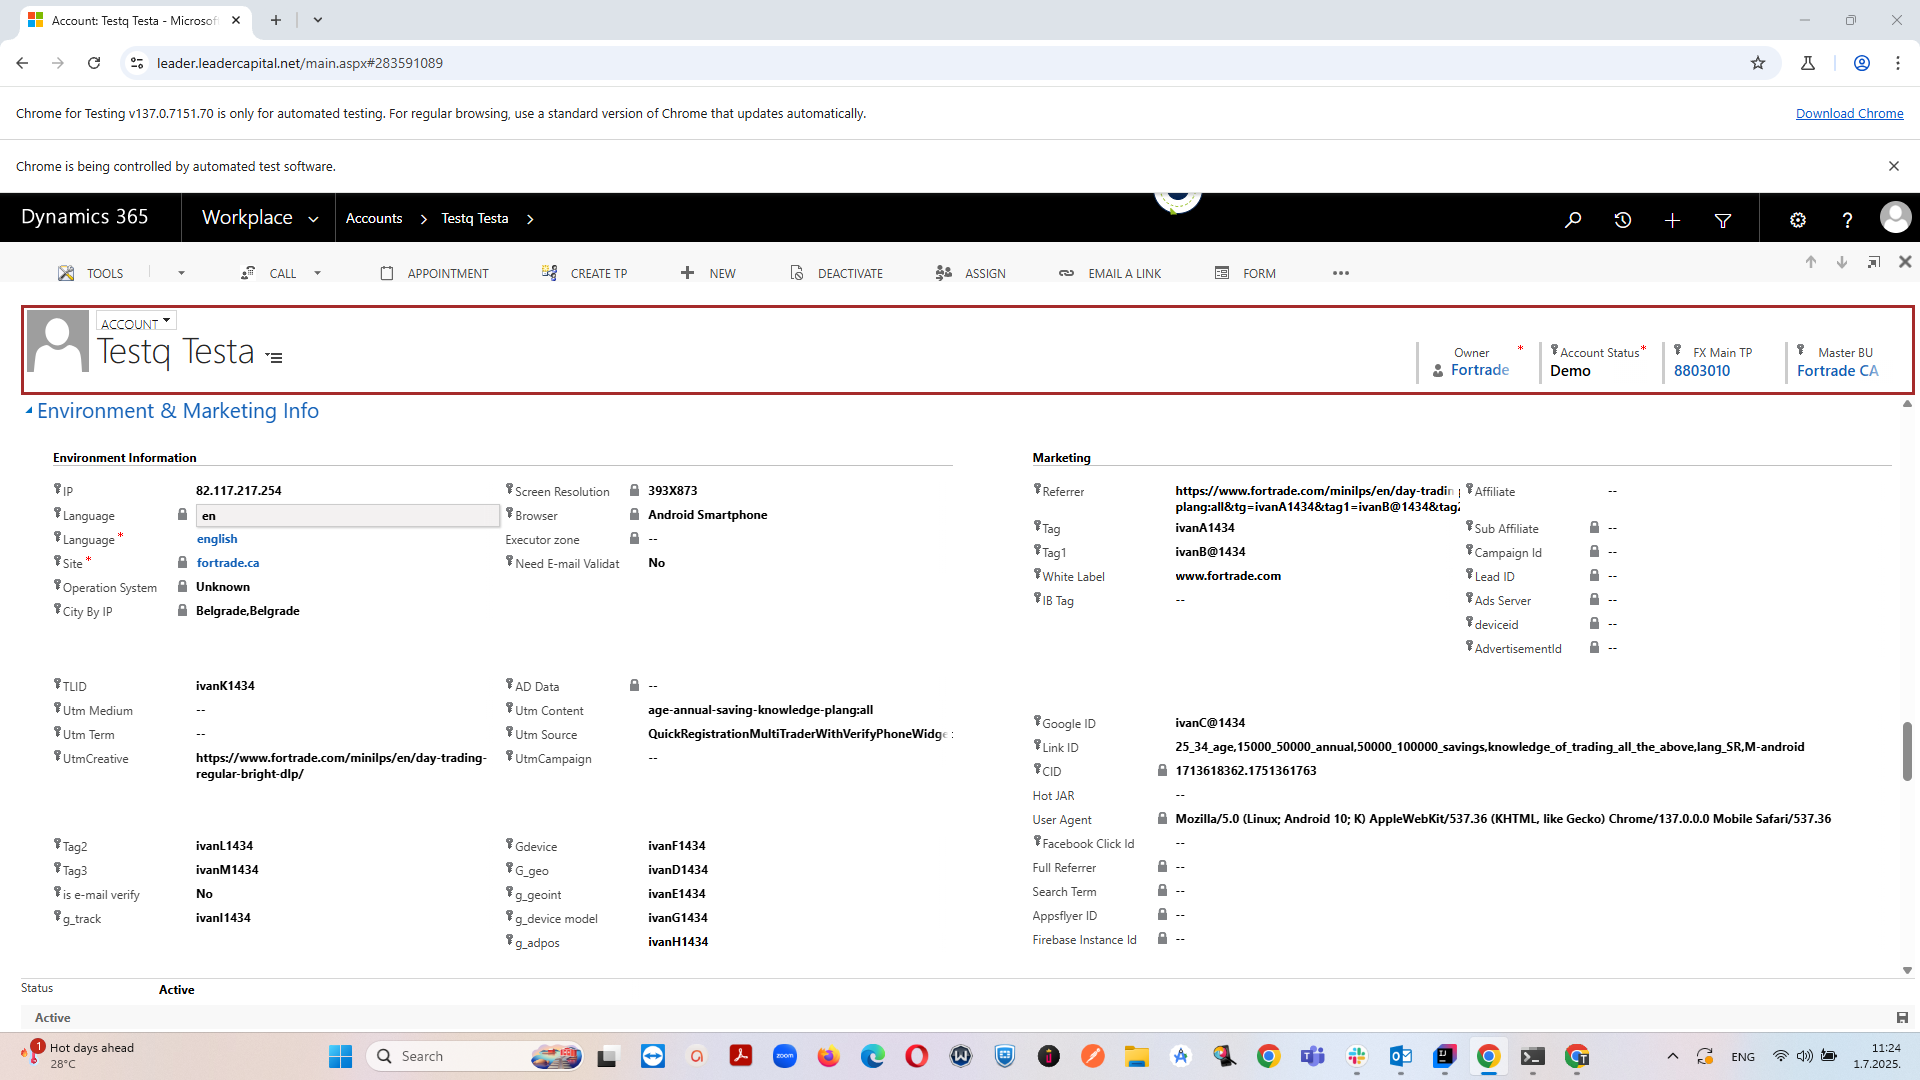 Account: Testq Testa - Microsof
leader.leadercapital.net/main.aspx#283591089
Chrome for Testing v137.0.7151.70 is only for automated testing. For regular browsing, use a standard version of Chrome that updates automatically.
Download Chrome
Chrome is being controlled by automated test software.
Dynamics 365
Workplace
Accounts
Testq Testa
TOOLS
CALL
APPOINTMENT
CREATE TP
NEW
DEACTIVATE
ASSIGN
EMAIL A LINK
FORM
ACCOUNT
Testq Testa
Owner *
Fortrade
Account Status *
Demo
FX Main TP
8803010
Master BU
Fortrade CA
Environment & Marketing Info
Environment Information
IP 82.117.217.254
Language en
Language * english
Site * fortrade.ca
Operation System Unknown
City By IP Belgrade,Belgrade
Screen Resolution 393X873
Browser Android Smartphone
Executor zone --
Need E-mail Validat No
TLID ivanK1434
Utm Medium --
Utm Term --
UtmCreative https://www.fortrade.com/minilps/en/day-trading-
regular-bright-dlp/
AD Data --
Utm Content age-annual-saving-knowledge-plang:all
Utm Source QuickRegistrationMultiTraderWithVerifyPhoneWidge
UtmCampaign --
Tag2 ivanL1434
Tag3 ivanM1434
is e-mail verify No
g_track ivanI1434
Gdevice ivanF1434
G_geo ivanD1434
g_geoint ivanE1434
g_device model ivanG1434
g_adpos ivanH1434
Marketing
Referrer https://www.fortrade.com/minilps/en/day-tradin
plang:all&tg=ivanA1434&tag1=ivanB@1434&tag2
Tag ivanA1434
Tag1 ivanB@1434
White Label www.fortrade.com
IB Tag --
Affiliate --
Sub Affiliate --
Campaign Id --
Lead ID --
Ads Server --
deviceid --
AdvertisementId --
Google ID ivanC@1434
Link ID 25_34_age,15000_50000_annual,50000_100000_savings,knowledge_of_trading_all_the_above,lang_SR,M-android
CID 1713618362.1751361763
Hot JAR --
User Agent Mozilla/5.0 (Linux; Android 10; K) AppleWebKit/537.36 (KHTML, like Gecko) Chrome/137.0.0.0 Mobile Safari/537.36
Facebook Click Id --
Full Referrer --
Search Term --
Appsflyer ID --
Firebase Instance Id --
Status Active
Active
1
Hot days ahead
28°C
Search
zoom
ENG
11:24
1.7.2025.